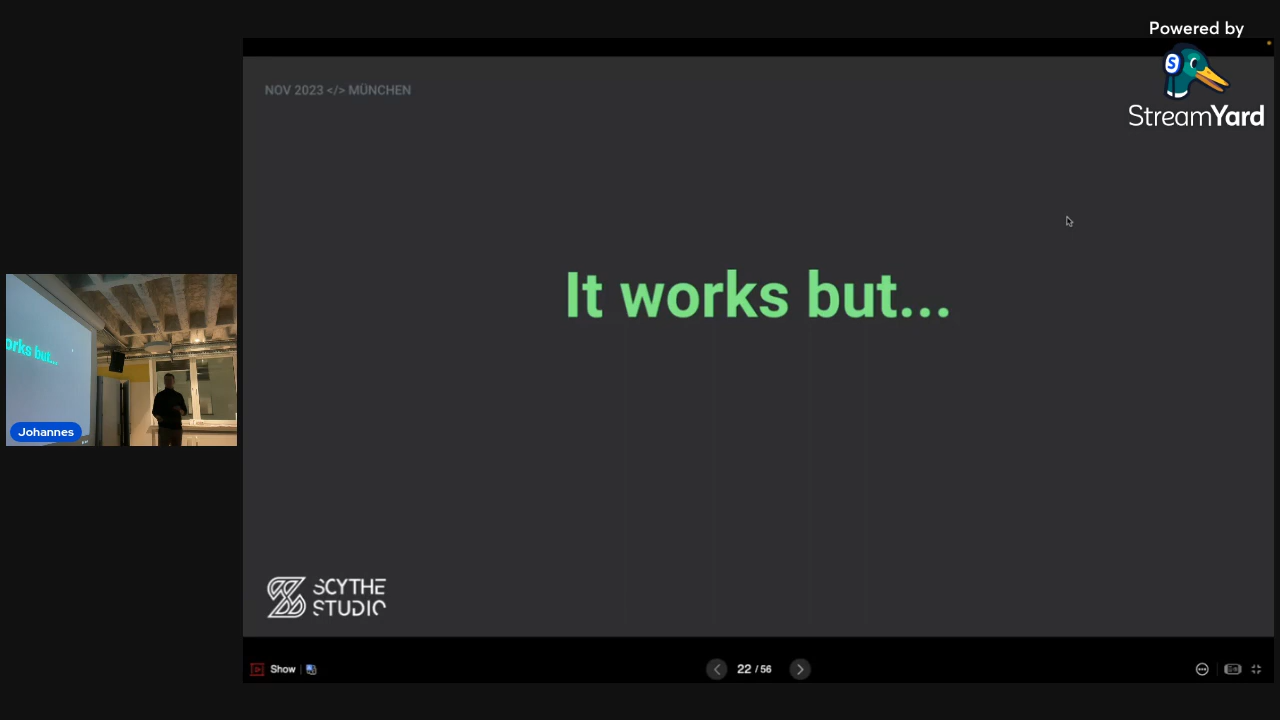 Powered by
S
StreamYard
NOV 2023 </> MÜNCHEN
It works but...
orks but...
Johannes
SCYTHE
STUDIO
Show
22 / 56